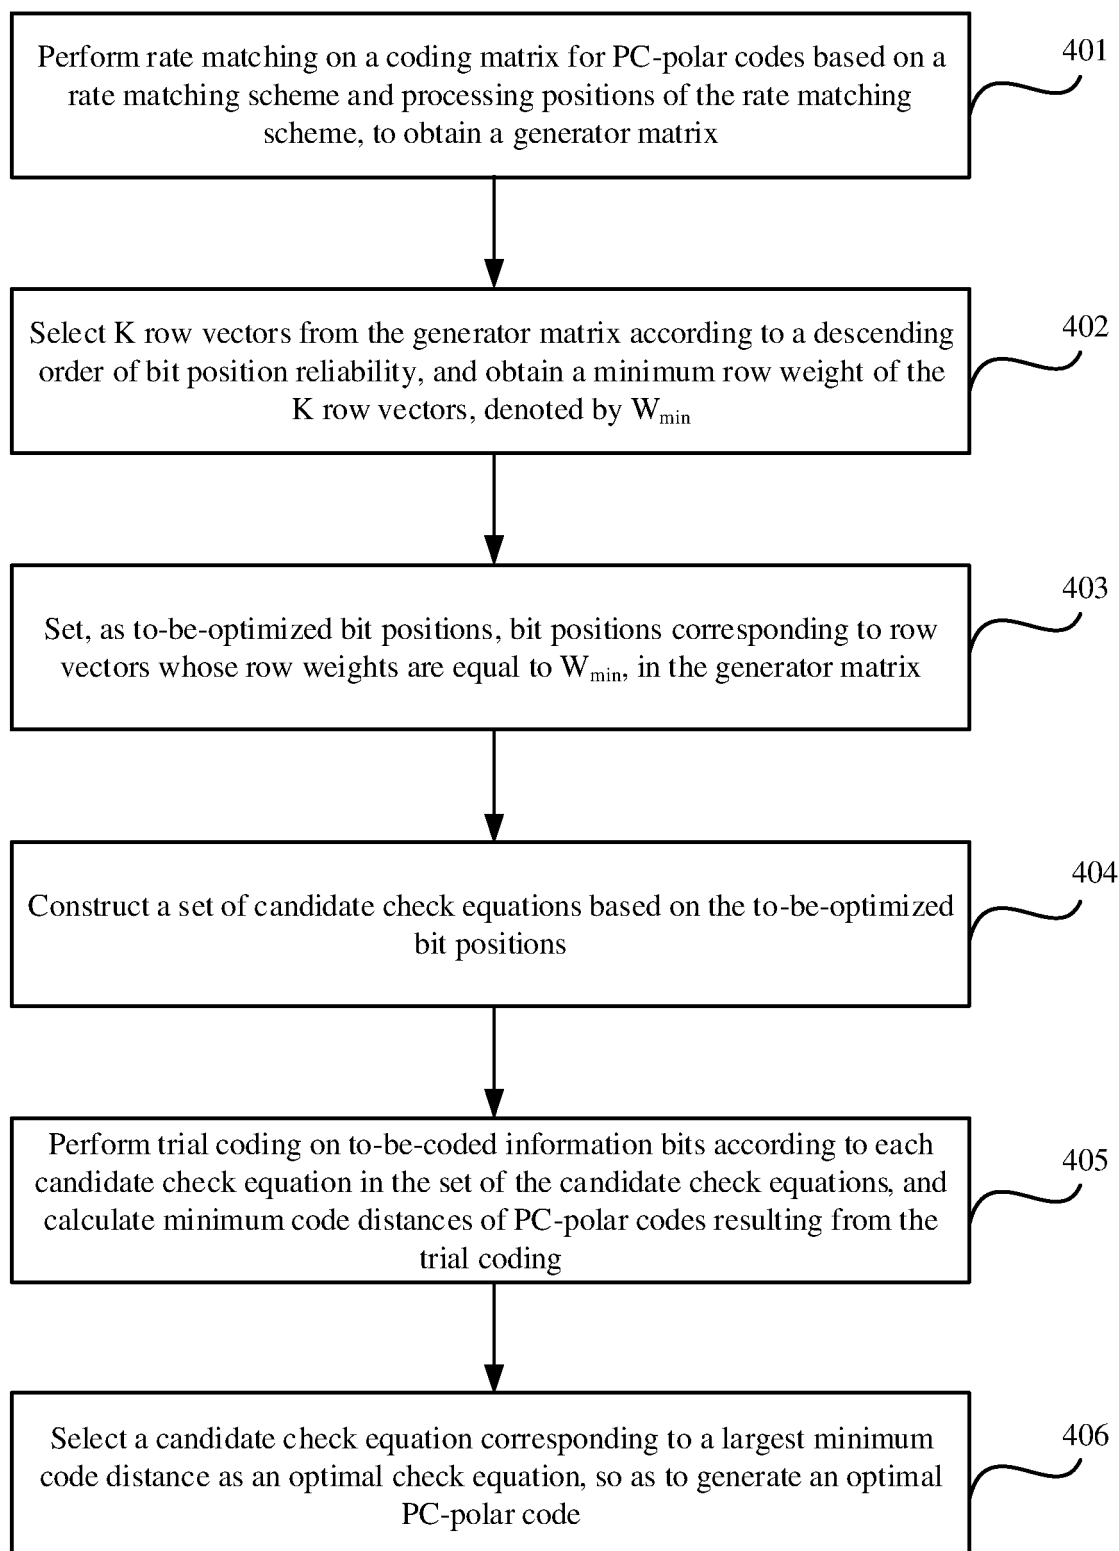 Perform rate matching on a coding matrix for PC-polar codes based on a
rate matching scheme and processing positions of the rate matching
scheme, to obtain a generator matrix
401
Select K row vectors from the generator matrix according to a descending
order of bit position reliability, and obtain a minimum row weight of the
K row vectors, denoted by Wmin
402
Set, as to-be-optimized bit positions, bit positions corresponding to row
vectors whose row weights are equal to Wmin, in the generator matrix
403
Construct a set of candidate check equations based on the to-be-optimized
bit positions
404
Perform trial coding on to-be-coded information bits according to each
candidate check equation in the set of the candidate check equations, and
calculate minimum code distances of PC-polar codes resulting from the
trial coding
405
Select a candidate check equation corresponding to a largest minimum
code distance as an optimal check equation, so as to generate an optimal
PC-polar code
406